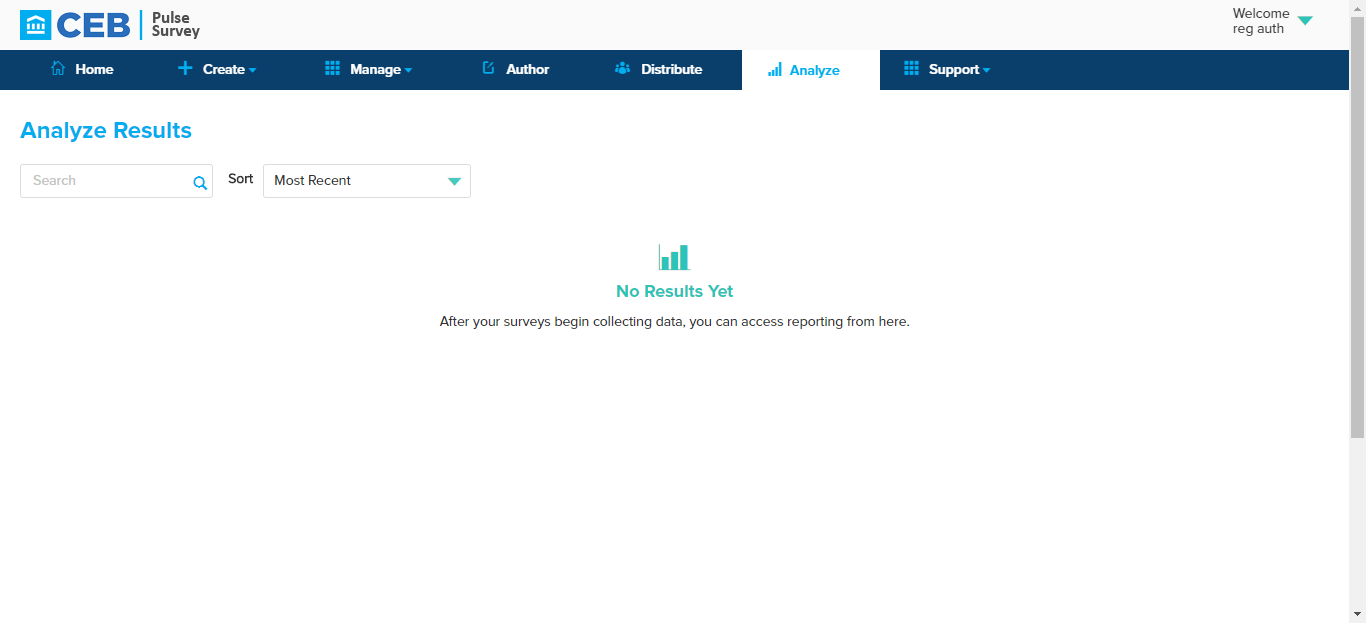 CEB Pulse Survey
Welcome
reg auth
Home Create Manage Author Distribute Analyze Support
Analyze Results
Search Sort Most Recent
No Results Yet
After your surveys begin collecting data, you can access reporting from here.